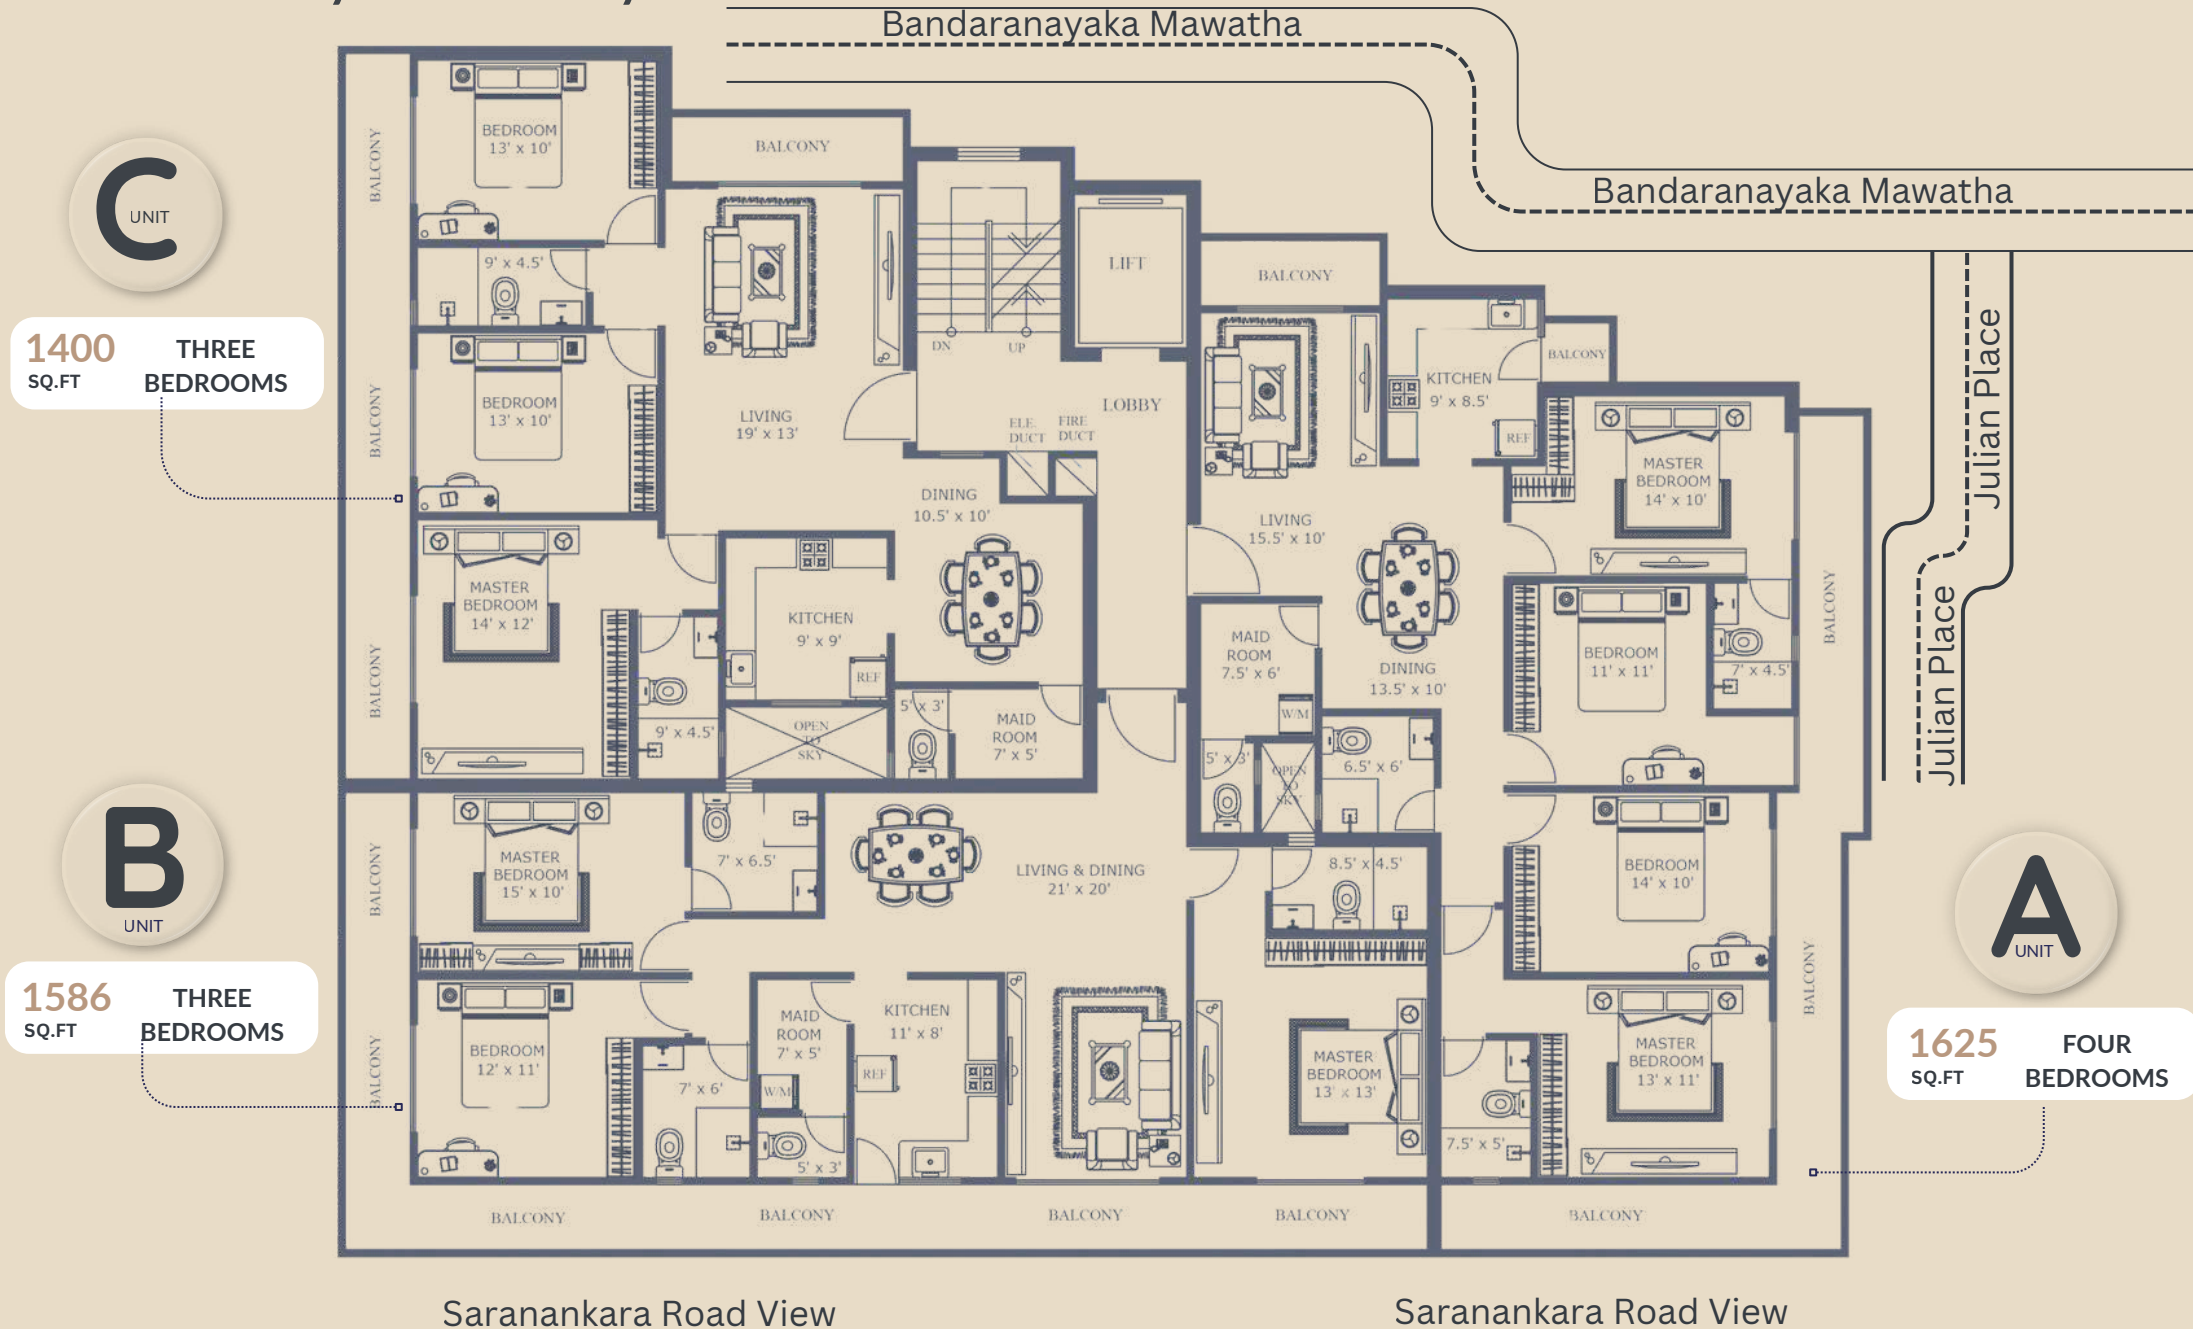 Bandaranayaka Mawatha
Bandaranayaka Mawatha
Julian Place
Julian Place
C
UNIT
1400
SQ.FT
THREE
BEDROOMS
BALCONY
BEDROOM
13' x 10'
9' x 4.5'
BALCONY
BEDROOM
13' x 10'
BALCONY
MASTER
BEDROOM
14' x 12'
9' x 4.5'
BALCONY
LIVING
19' x 13'
DINING
10.5' x 10'
KITCHEN
9' x 9'
REF
OPEN
TO
SKY
5' x 3'
MAID
ROOM
7' x 5'
DN
UP
LIFT
LOBBY
ELE.
DUCT
FIRE
DUCT
BALCONY
LIVING
15.5' x 10'
KITCHEN
9' x 8.5'
REF
BALCONY
MASTER
BEDROOM
14' x 10'
BALCONY
BEDROOM
11' x 11'
7' x 4.5'
MAID
ROOM
7.5' x 6'
W/M
DINING
13.5' x 10'
5' x 3'
OPEN
TO
SKY
6.5' x 6'
BEDROOM
14' x 10'
BALCONY
MASTER
BEDROOM
13' x 11'
7.5' x 5'
BALCONY
A
UNIT
1625
SQ.FT
FOUR
BEDROOMS
B
UNIT
1586
SQ.FT
THREE
BEDROOMS
BALCONY
MASTER
BEDROOM
15' x 10'
7' x 6.5'
LIVING & DINING
21' x 20'
8.5' x 4.5'
BALCONY
BEDROOM
12' x 11'
7' x 6'
MAID
ROOM
7' x 5'
W/M
5' x 3'
KITCHEN
11' x 8'
REF
MASTER
BEDROOM
13' x 13'
BALCONY
BALCONY
BALCONY
BALCONY
Saranankara Road View
Saranankara Road View